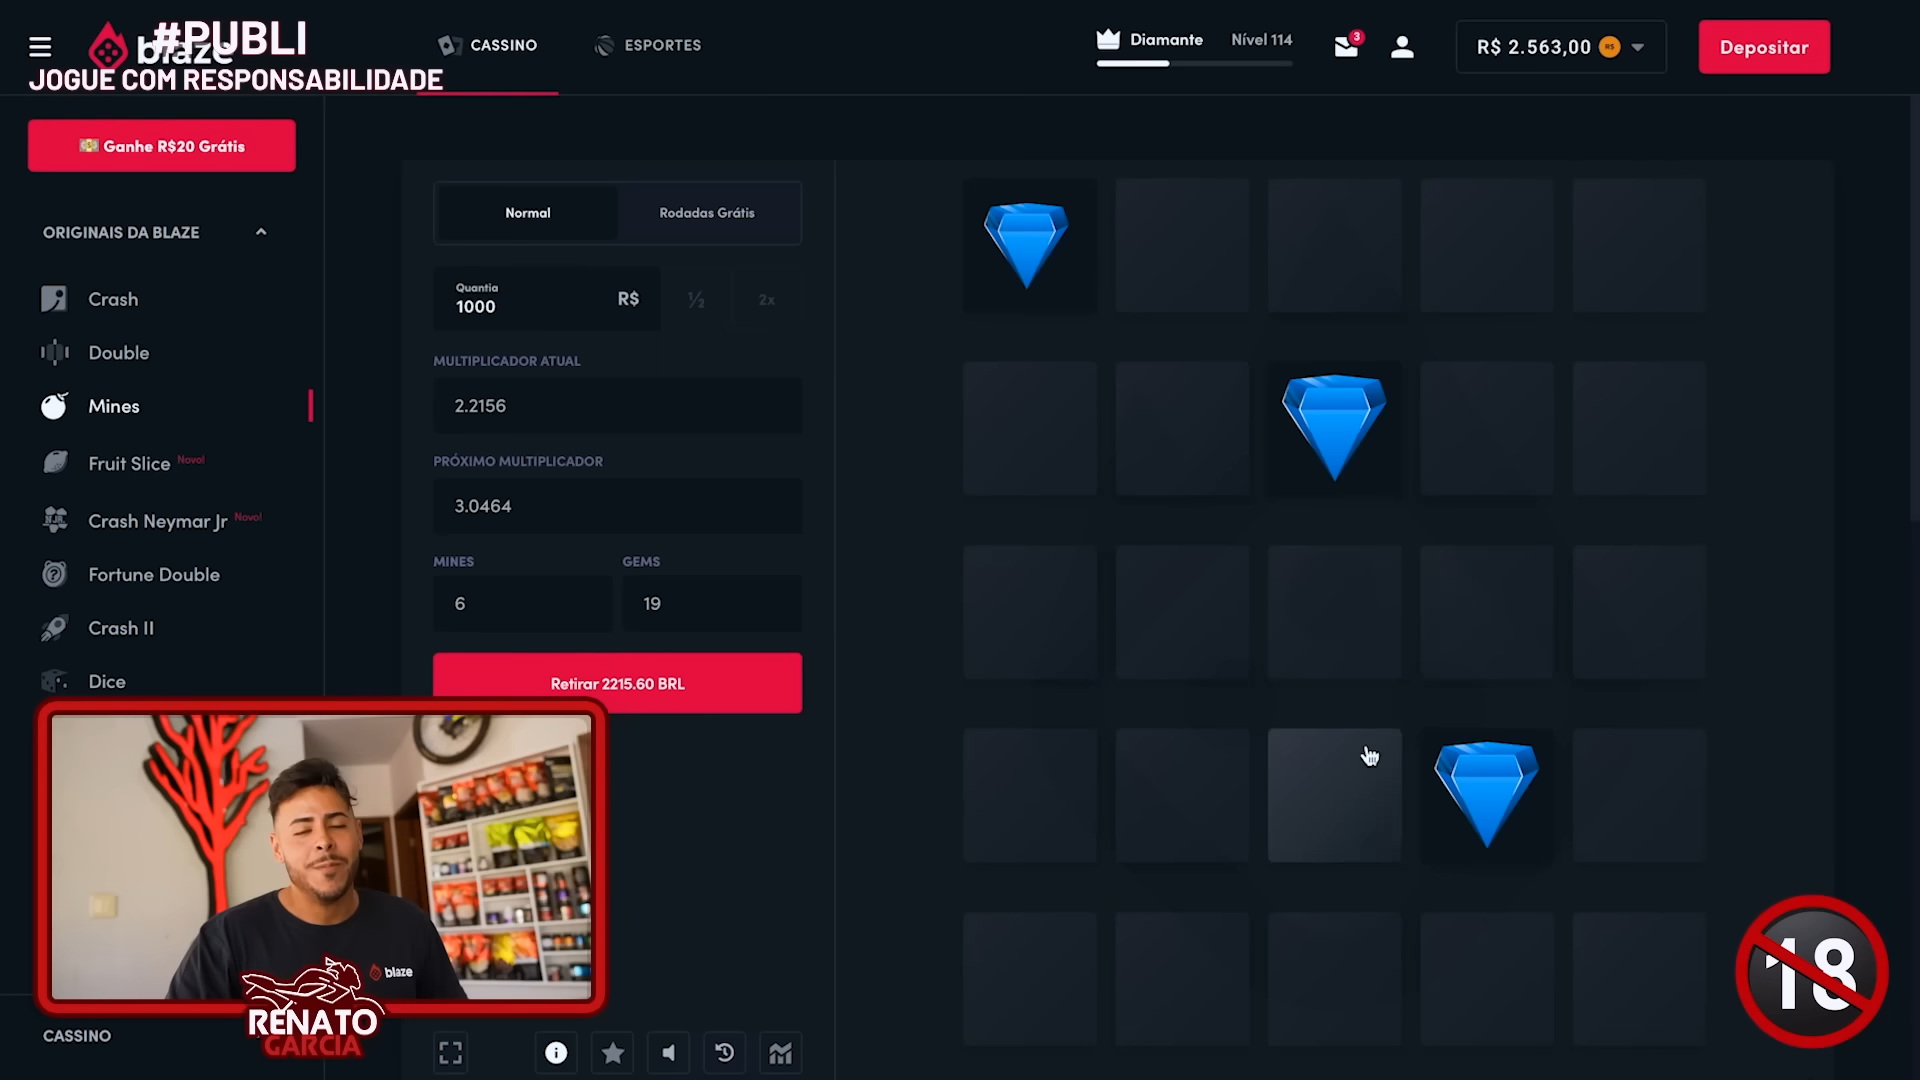 #PUBLI
blaze
JOGUE COM RESPONSABILIDADE
CASSINO
ESPORTES
Diamante
Nível 114
3
R$ 2.563,00
R$
Depositar
Ganhe R$20 Grátis
ORIGINAIS DA BLAZE
Crash
Double
Mines
Fruit Slice Novo!
Crash Neymar Jr Novo!
Fortune Double
Crash II
Dice
CASSINO
Normal
Rodadas Grátis
Quantia
1000
R$
½
2x
MULTIPLICADOR ATUAL
2.2156
PRÓXIMO MULTIPLICADOR
3.0464
MINES
GEMS
6
19
Retirar 2215.60 BRL
blaze
RENATO
GARCIA
18